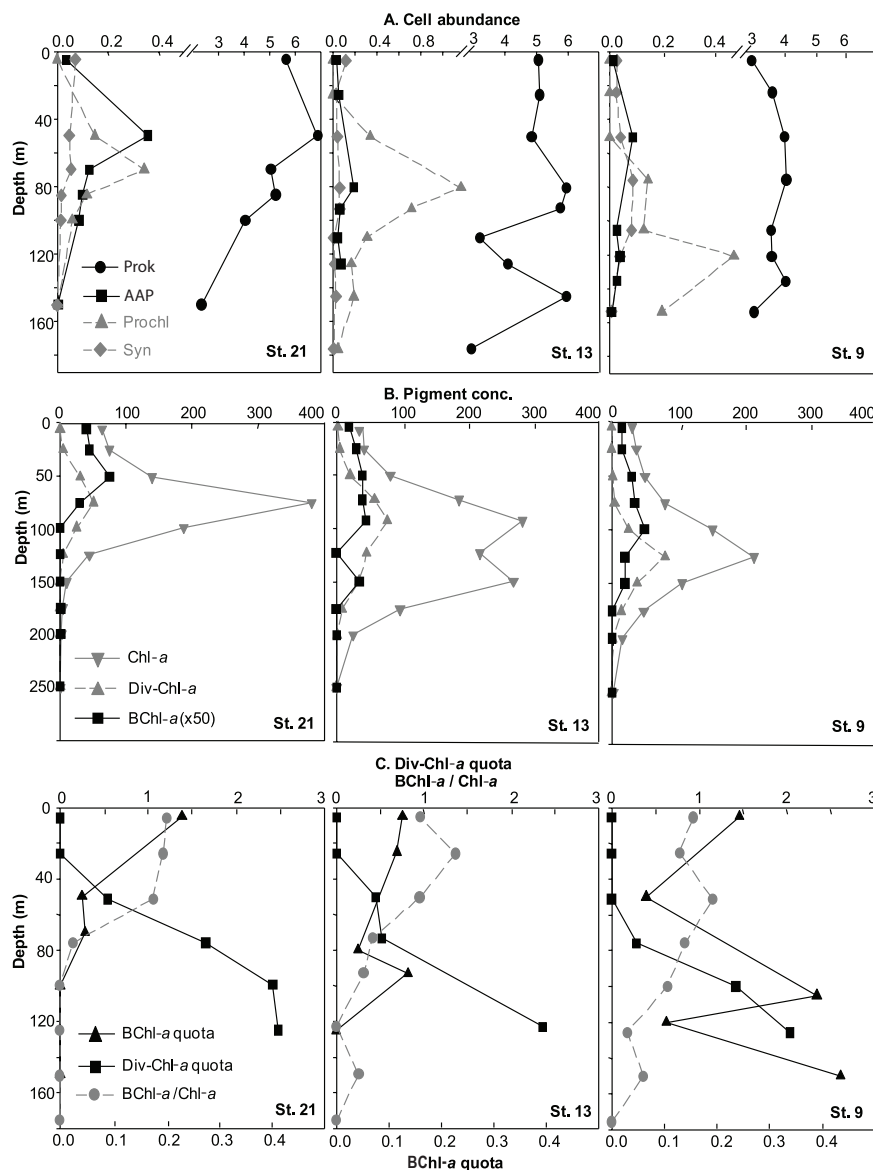 A. Cell abundance
0.0 0.2 0.4 4 5 6
0.0 0.4 0.8 3 4 5 6
0.0 0.2 0.4 3 4 5 6
Depth (m)
0
40
80
120
160
Prok
AAP
Prochl
Syn
St. 21
St. 13
St. 9
B. Pigment conc.
0 100 200 300 400
0 100 200 300 400
0 100 200 300 400
Depth (m)
0
50
100
150
200
250
Chl-a
Div-Chl-a
BChl-a (x50)
St. 21
St. 13
St. 9
C. Div-Chl-a quota
BChl-a / Chl-a
0 1 2 3
0 1 2 3
0 1 2 3
Depth (m)
0
40
80
120
160
BChl-a quota
Div-Chl-a quota
BChl-a /Chl-a
St. 21
St. 13
St. 9
0.0 0.1 0.2 0.3 0.4
0.0 0.1 0.2 0.3 0.4
0.0 0.2 0.3 0.4
BChl-a quota